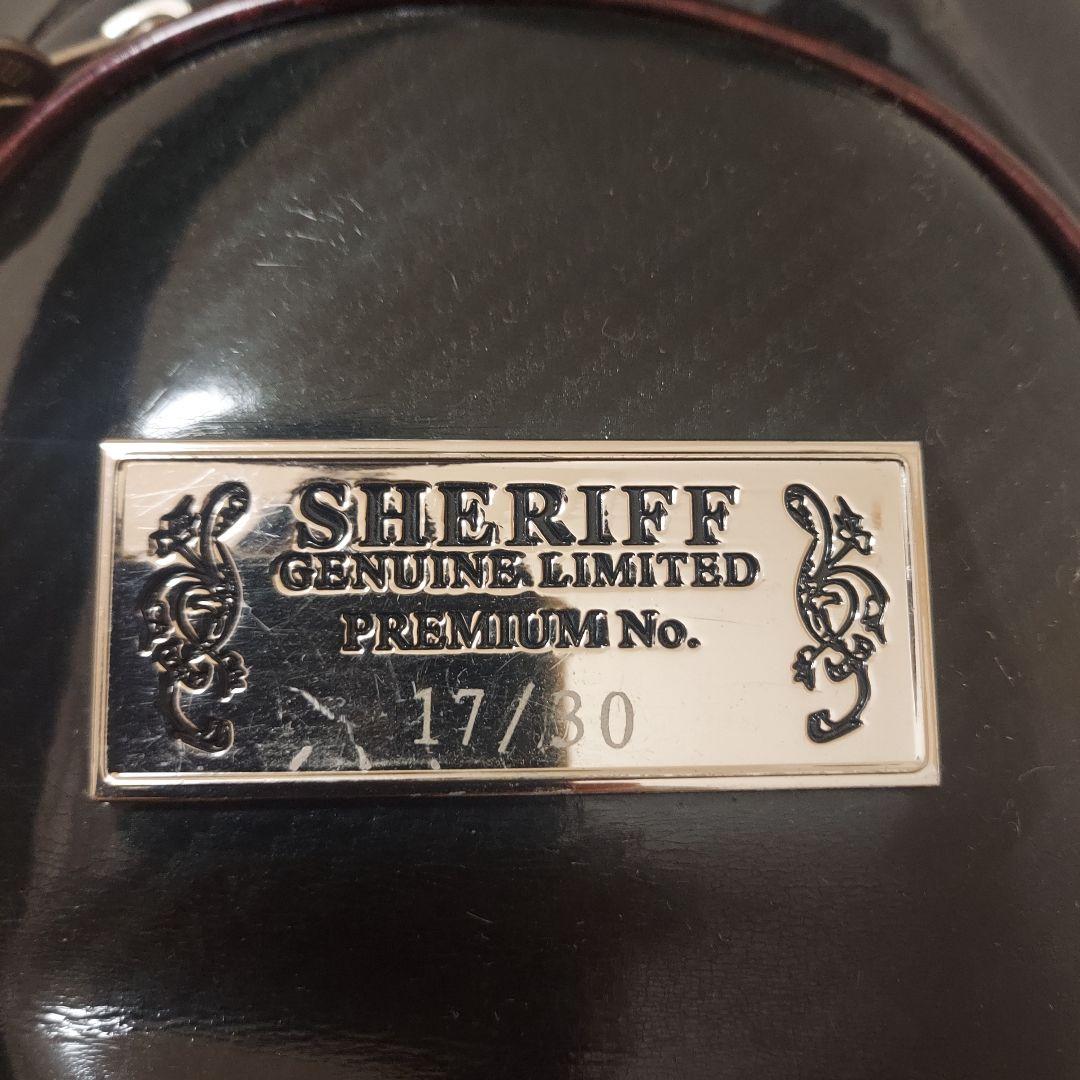 SHERIFF
GENUINE LIMITED
PREMIUM No.
17/30